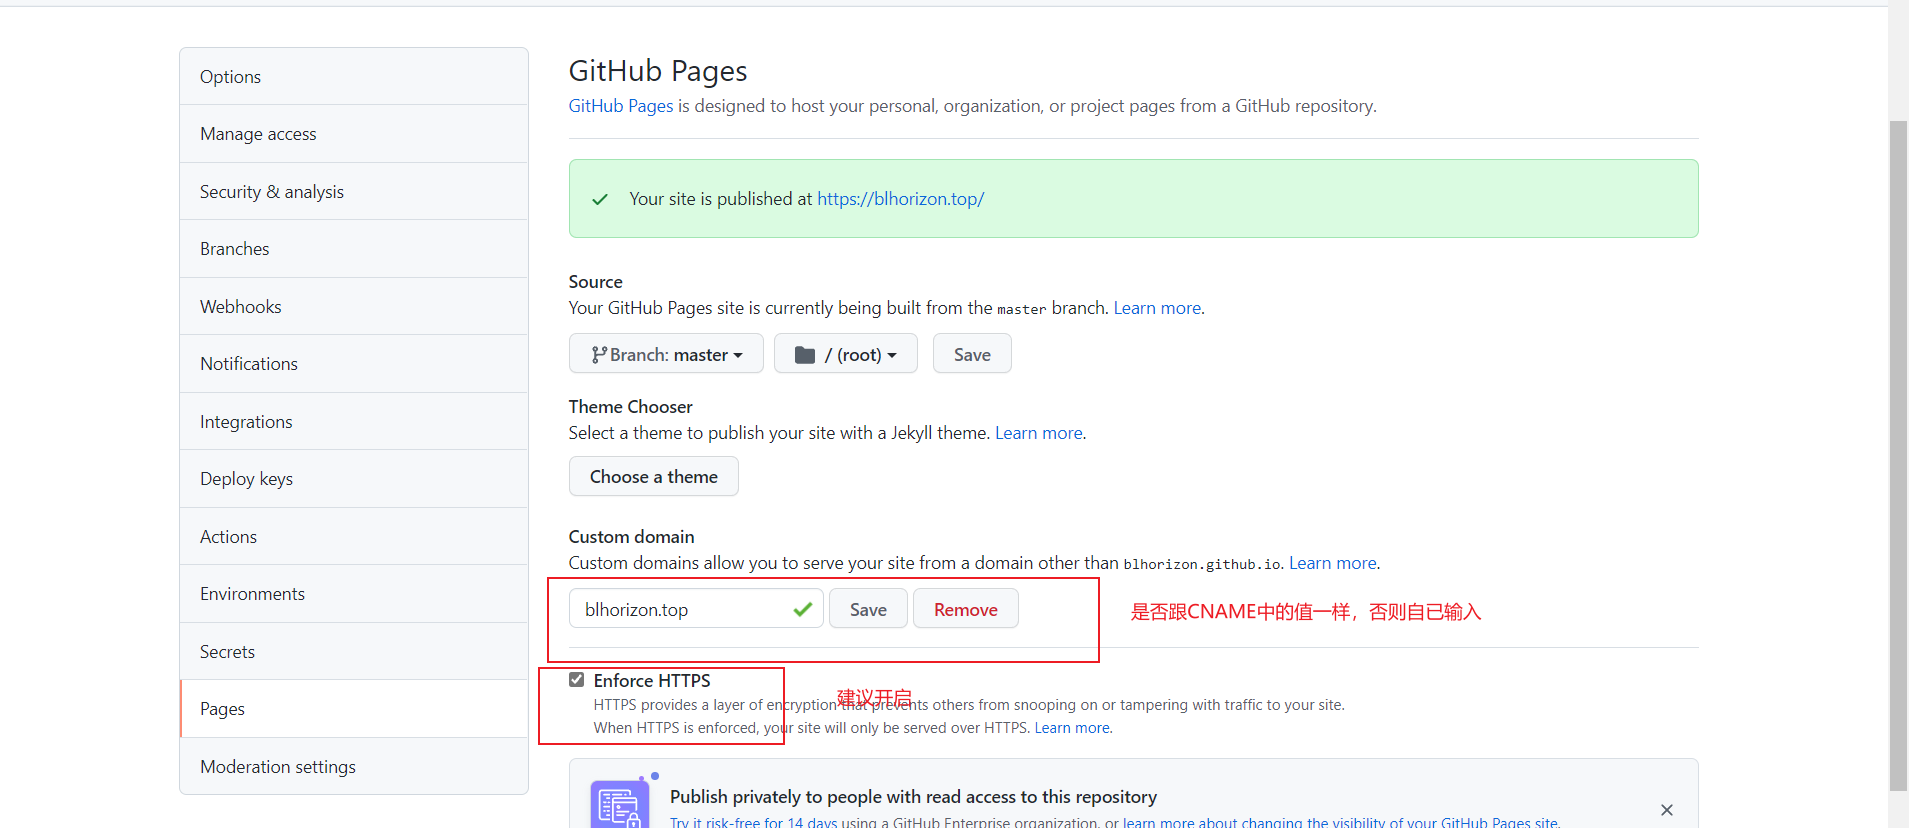 Options
Manage access
Security & analysis
Branches
Webhooks
Notifications
Integrations
Deploy keys
Actions
Environments
Secrets
Pages
Moderation settings
GitHub Pages
GitHub Pages is designed to host your personal, organization, or project pages from a GitHub repository.
Your site is published at https://blhorizon.top/
Source
Your GitHub Pages site is currently being built from the master branch. Learn more.
Branch: master
/ (root)
Save
Theme Chooser
Select a theme to publish your site with a Jekyll theme. Learn more.
Choose a theme
Custom domain
Custom domains allow you to serve your site from a domain other than blhorizon.github.io. Learn more.
blhorizon.top
Save
Remove
是否跟CNAME中的值一样，否则自已输入
Enforce HTTPS
建议开启
HTTPS provides a layer of encryption that prevents others from snooping on or tampering with traffic to your site.
When HTTPS is enforced, your site will only be served over HTTPS. Learn more.
Publish privately to people with read access to this repository
Try it risk-free for 14 days using a GitHub Enterprise organization, or learn more about changing the visibility of your GitHub Pages site.